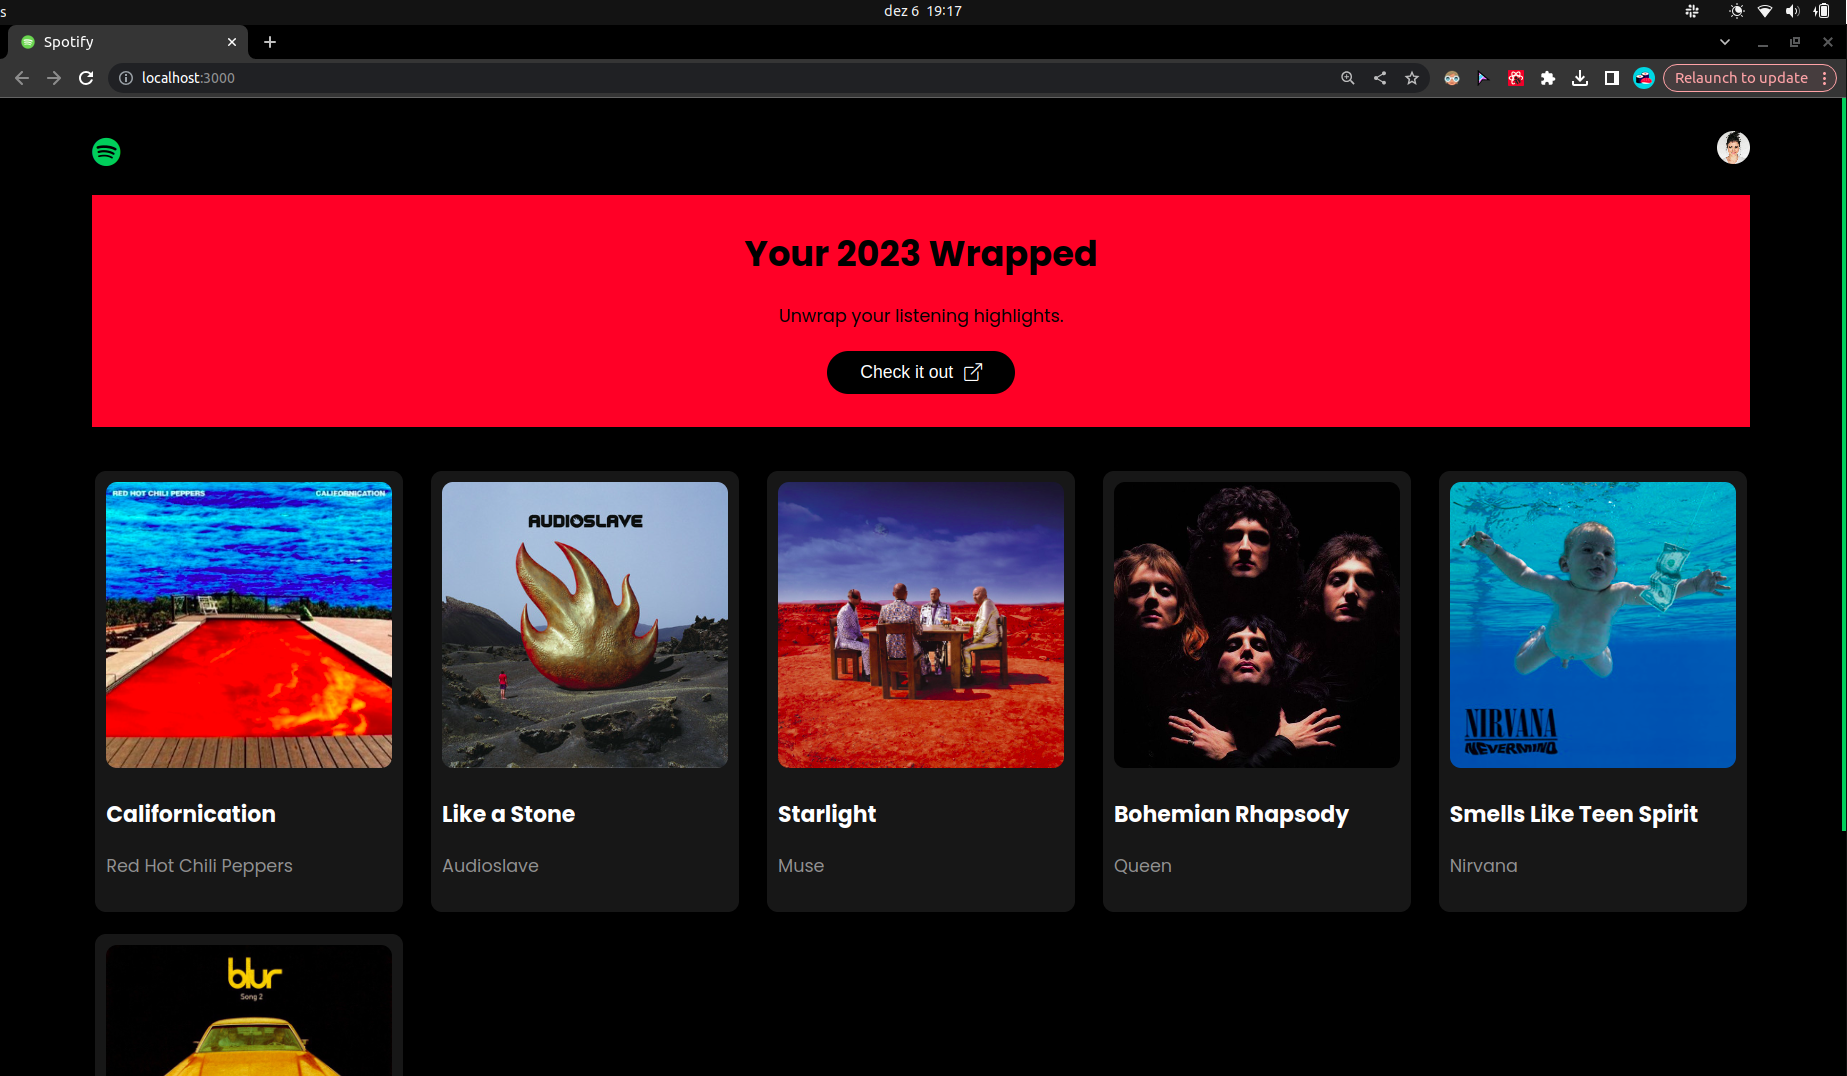 s
dez 6 19:17
Spotify
localhost:3000
Relaunch to update
Your 2023 Wrapped
Unwrap your listening highlights.
Check it out
RED HOT CHILI PEPPERS CALIFORNICATION
AUDIOSLAVE
NIRVANA
NEVERMIND
Californication
Like a Stone
Starlight
Bohemian Rhapsody
Smells Like Teen Spirit
Red Hot Chili Peppers
Audioslave
Muse
Queen
Nirvana
blur
Song 2